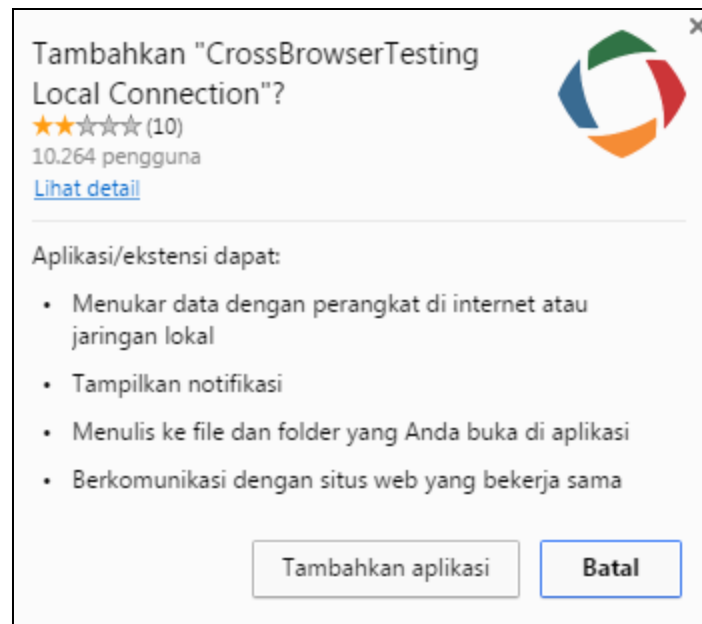 Tambahkan "CrossBrowserTesting
Local Connection"?
(10)
10.264 pengguna
Lihat detail
Aplikasi/ekstensi dapat:
• Menukar data dengan perangkat di internet atau
jaringan lokal
• Tampilkan notifikasi
• Menulis ke file dan folder yang Anda buka di aplikasi
• Berkomunikasi dengan situs web yang bekerja sama
Tambahkan aplikasi
Batal